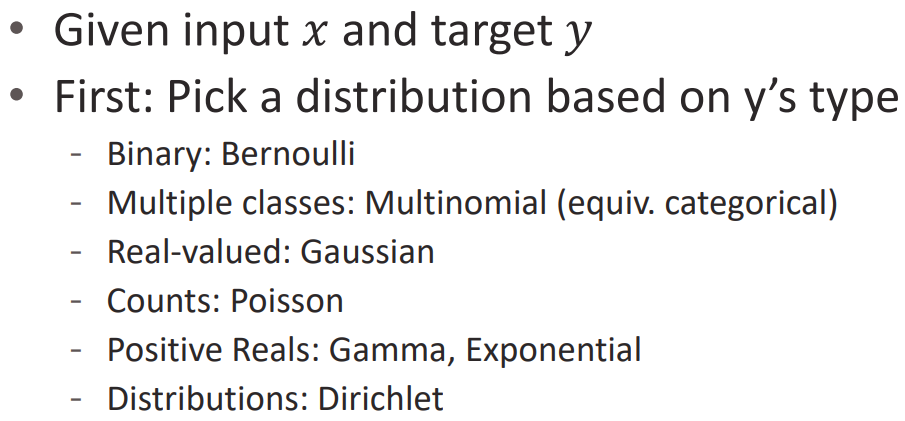 • Given input 𝑥 and target 𝑦
• First: Pick a distribution based on y’s type
- Binary: Bernoulli
- Multiple classes: Multinomial (equiv. categorical)
- Real-valued: Gaussian
- Counts: Poisson
- Positive Reals: Gamma, Exponential
- Distributions: Dirichlet